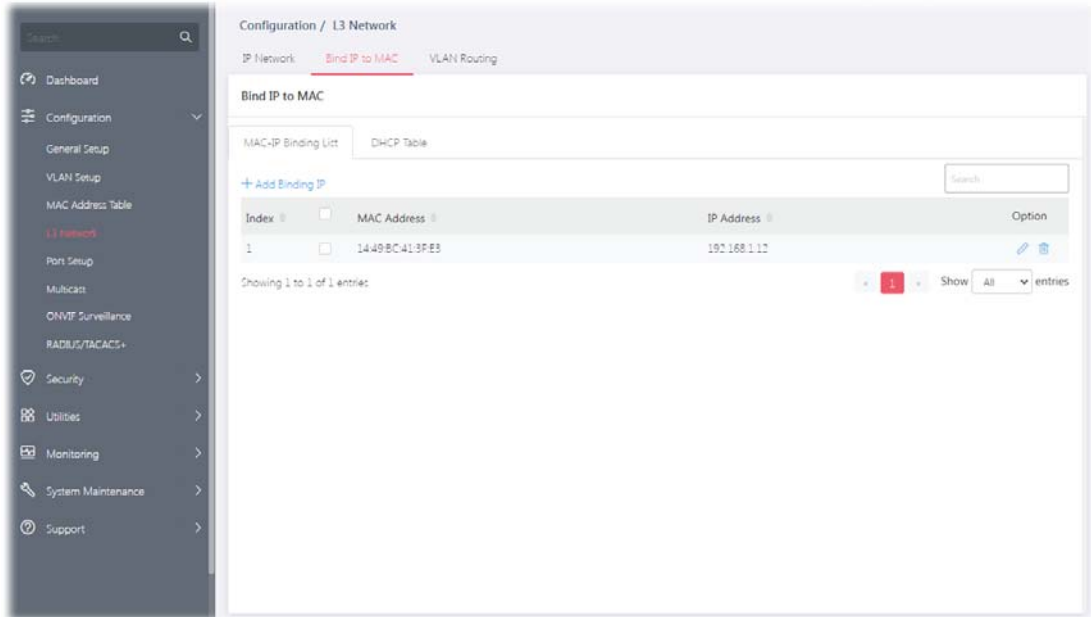 Search
Dashboard
Configuration
General Setup
VLAN Setup
MAC Address Table
L3 Network
Port Setup
Multicast
ONVIF Surveillance
RADIUS/TACACS+
Security
Utilities
Monitoring
System Maintenance
Support
Configuration / L3 Network
IP Network Bind IP to MAC VLAN Routing
Bind IP to MAC
MAC-IP Binding List DHCP Table
+ Add Binding IP Search
Index MAC Address IP Address Option
1 14:49:BC:41:3F:E3 192.168.1.12
Showing 1 to 1 of 1 entries « 1 » Show All entries